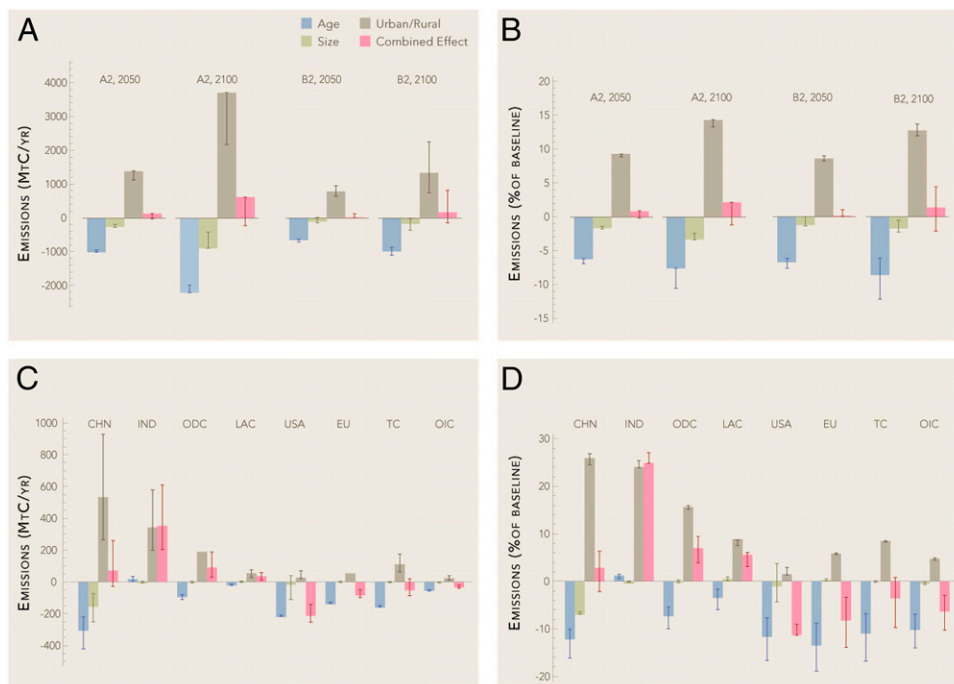 A
Age
Urban/Rural
Size
Combined Effect
A2, 2050
A2, 2100
B2, 2050
B2, 2100
EMISSIONS (MTC/YR)
4000
3000
2000
1000
0
-1000
-2000
B
A2, 2050
A2, 2100
B2, 2050
B2, 2100
EMISSIONS (%OF BASELINE)
20
15
10
5
0
-5
-10
-15
C
CHN IND ODC LAC USA EU TC OIC
EMISSIONS (MTC/YR)
1000
800
600
400
200
0
-200
-400
D
CHN IND ODC LAC USA EU TC OIC
EMISSIONS (%OF BASELINE)
30
20
10
0
-10
-20